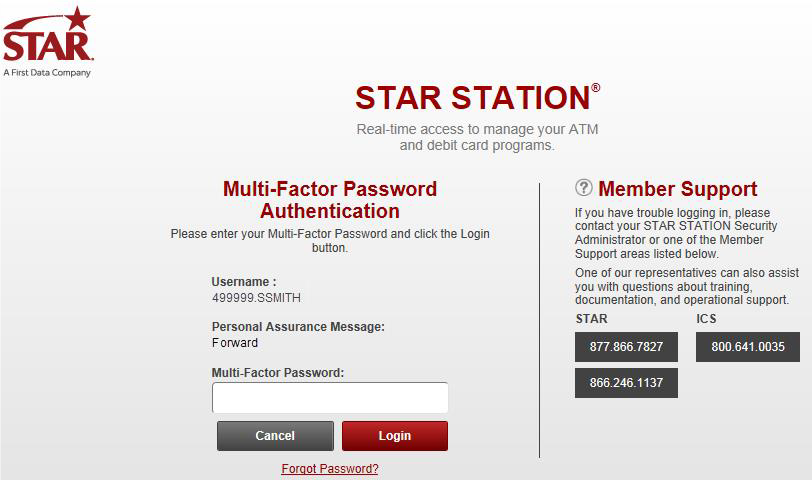 STAR
A First Data Company
STAR STATION®
Real-time access to manage your ATM
and debit card programs.
Multi-Factor Password
Authentication
Please enter your Multi-Factor Password and click the Login
button.
Username :
499999.SSMITH
Personal Assurance Message:
Forward
Multi-Factor Password:
Cancel
Login
Forgot Password?
? Member Support
If you have trouble logging in, please
contact your STAR STATION Security
Administrator or one of the Member
Support areas listed below.
One of our representatives can also assist
you with questions about training,
documentation, and operational support.
STAR
ICS
877.866.7827
800.641.0035
866.246.1137